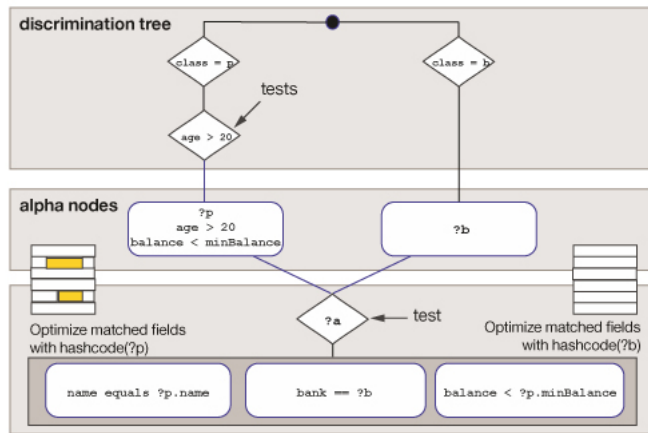 discrimination tree
class = p
class = b
tests
age > 20
alpha nodes
?p
age > 20
balance < minBalance
?b
?a
test
Optimize matched fields
with hashcode(?p)
Optimize matched fields
with hashcode(?b)
name equals ?p.name
bank == ?b
balance < ?p.minBalance